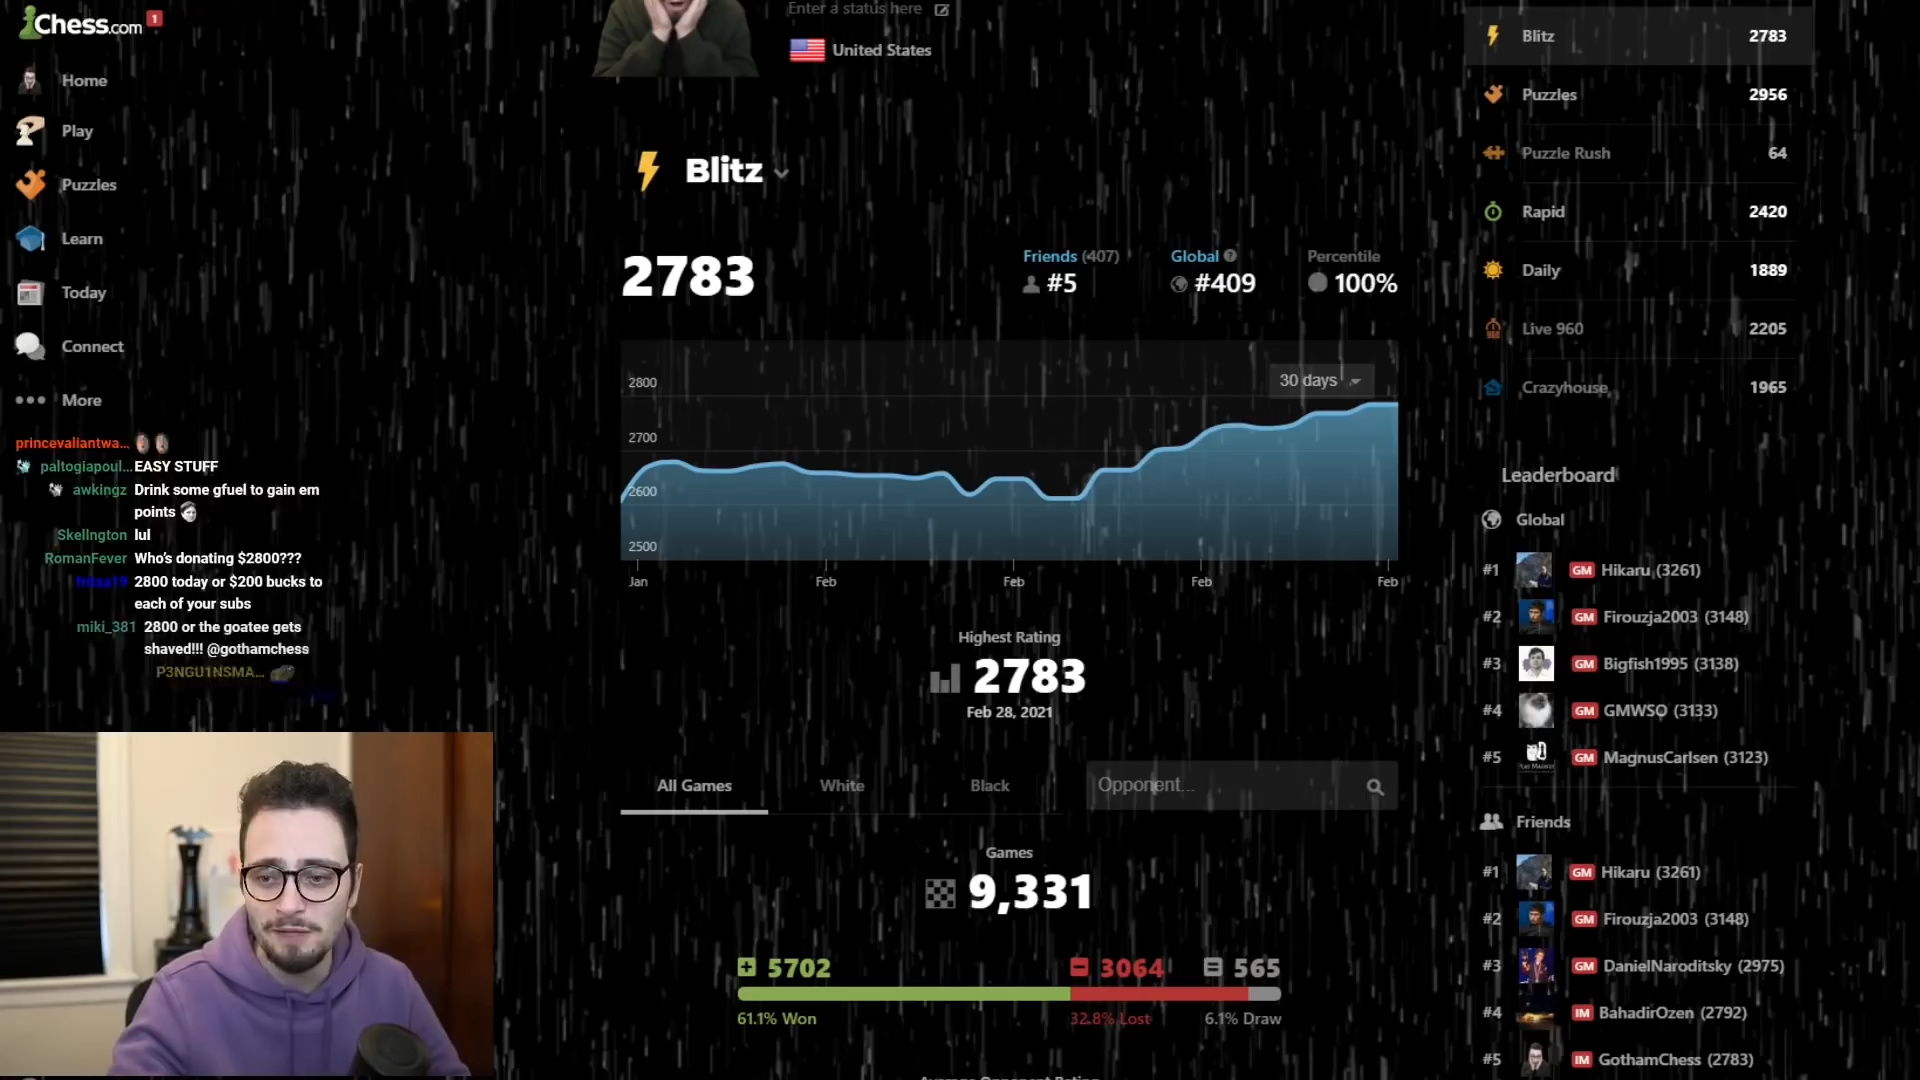 Chess.com 1
Home
Play
Puzzles
Learn
Today
Connect
More
princevaliantwa...
paltogiapoul... EASY STUFF
awkingz Drink some gfuel to gain em
points
Skellngton lul
RomanFever Who's donating $2800???
2800 today or $200 bucks to
each of your subs
miki_381 2800 or the goatee gets
shaved!!! @gothamchess
P3NGU1NSMA...
Enter a status here
United States
Blitz
2783
Friends (407)
#5
Global ?
#409
Percentile
100%
30 days
2800
2700
2600
2500
Jan Feb Feb Feb Feb
Highest Rating
2783
Feb 28, 2021
All Games White Black Opponent...
Games
9,331
5702 3064 565
61.1% Won 32.8% Lost 6.1% Draw
Average Opponent Rating
Blitz 2783
Puzzles 2956
Puzzle Rush 64
Rapid 2420
Daily 1889
Live 960 2205
Crazyhouse 1965
Leaderboard
Global
#1 GM Hikaru (3261)
#2 GM Firouzja2003 (3148)
#3 GM Bigfish1995 (3138)
#4 GM GMWSO (3133)
#5 GM MagnusCarlsen (3123)
Friends
#1 GM Hikaru (3261)
#2 GM Firouzja2003 (3148)
#3 GM DanielNaroditsky (2975)
#4 IM BahadirOzen (2792)
#5 IM GothamChess (2783)